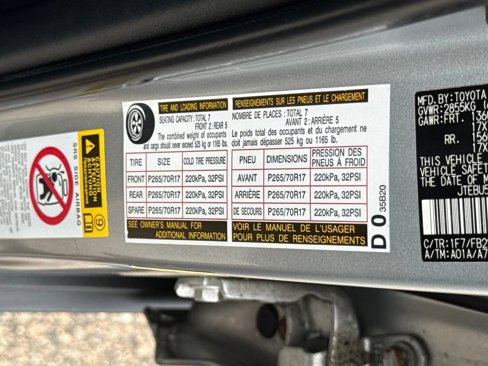 SRS SIDE AIRBAG
TIRE AND LOADING INFORMATION
SEATING CAPACITY: TOTAL 7
FRONT 2: REAR 5
The combined weight of occupants
and cargo should never exceed 525 kg or 1165 lb.
TIRE SIZE COLD TIRE PRESSURE
FRONT P265/70R17 220kPa, 32PSI
REAR P265/70R17 220kPa, 32PSI
SPARE P265/70R17 220kPa, 32PSI
SEE OWNER'S MANUAL FOR
ADDITIONAL INFORMATION
RENSEIGNEMENTS SUR LES PNEUS ET LE CHARGEMENT
NOMBRE DE PLACES: TOTAL 7
AVANT 2: ARRIÈRE 5
Le poids total des occupants et du chargement ne
doit jamais dépasser 525 kg ou 1165 lb.
PNEU DIMENSIONS PRESSION DES PNEUS À FROID
AVANT P265/70R17 220kPa, 32PSI
ARRIÈRE P265/70R17 220kPa, 32PSI
DE SECOURS P265/70R17 220kPa, 32PSI
VOIR LE MANUEL DE L'USAGER
POUR PLUS DE RENSEIGNEMENTS
D 0 35B20
MFD. BY: TOYOTA
GVWR: 2855KG
GAWR: FRT.
17X
RR.
17X
THIS VEHICLE
VEHICLE SAFET
THE DATE OF M
JTEBU5
C/TR: 1F7/FB2
A/TM: A01A/A7